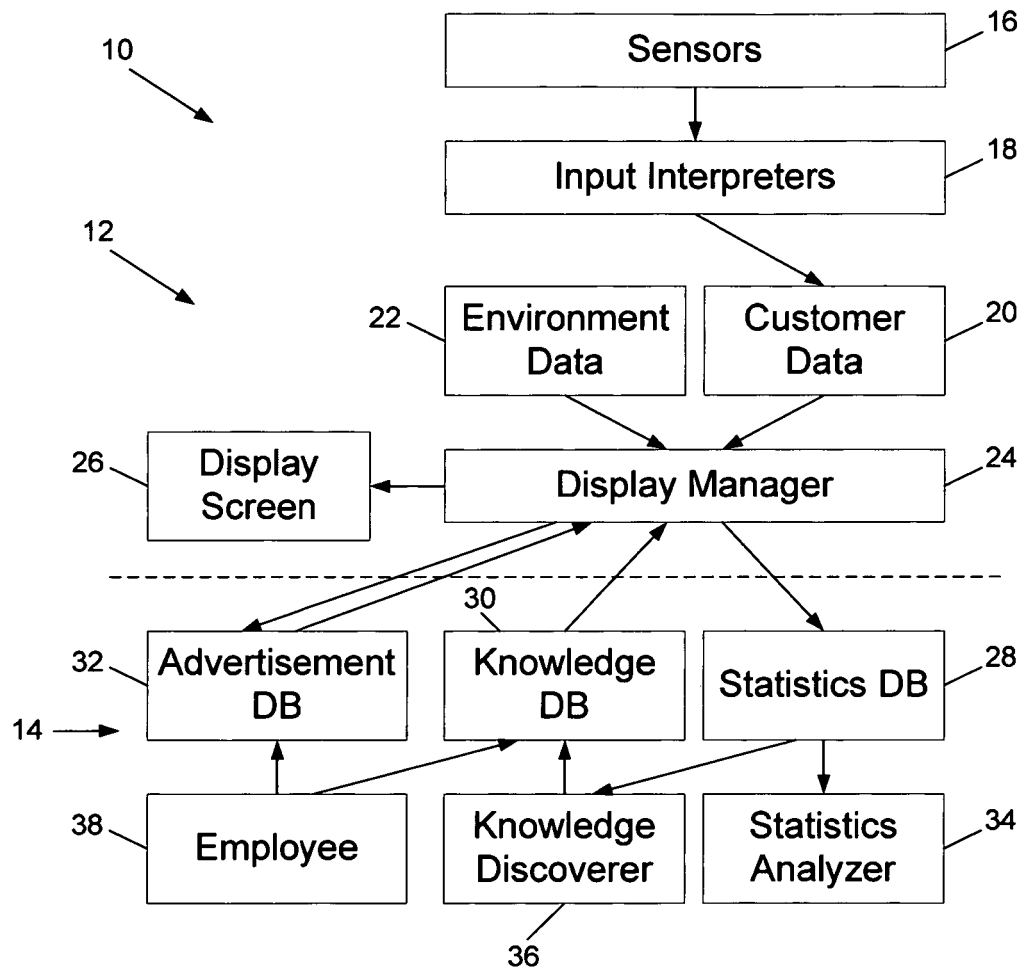 16
Sensors
10
18
Input Interpreters
12
22
Environment
Data
Customer
Data
20
26
Display
Screen
Display Manager
24
30
32
Advertisement
DB
Knowledge
DB
Statistics DB
28
14
38
Employee
Knowledge
Discoverer
Statistics
Analyzer
34
36